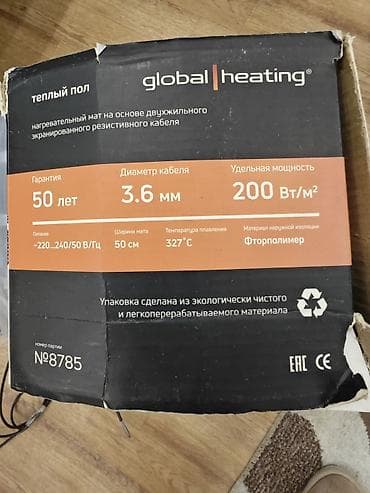 теплый пол
global heating®
нагревательный мат на основе двухжильного
экранированного резистивного кабеля
Гарантия
50 лет
Диаметр кабеля
3.6 мм
Удельная мощность
200 Вт/м²
Питание
~220...240/50 В/Гц
Ширина мата
50 см
Температура плавления
327˚С
Материал наружной изоляции
Фторполимер
Упаковка сделана из экологически чистого
и легкоперерабатываемого материала
номер партии
№8785
EAC CE